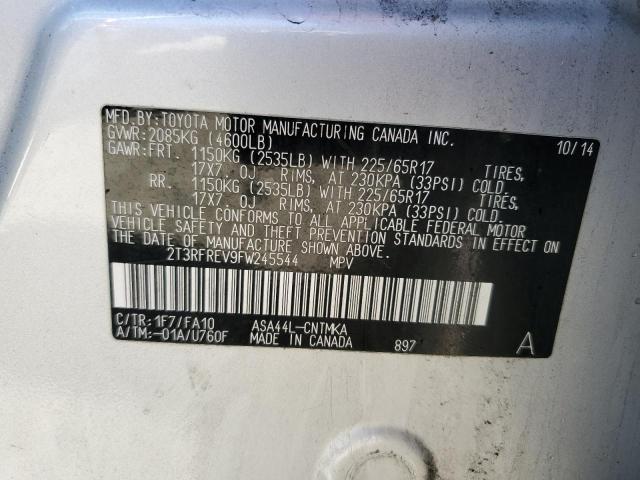 MFD.BY:TOYOTA MOTOR MANUFACTURING CANADA INC. 10/14
GVWR:2085KG (4600LB)
GAWR:FRT. 1150KG (2535LB) WITH 225/65R17 TIRES,
17X7. OJ RIMS, AT 230KPA (33PSI) COLD.
RR. 1150KG (2535LB) WITH 225/65R17 TIRES,
17X7. OJ RIMS, AT 230KPA (33PSI) COLD.
THIS VEHICLE CONFORMS TO ALL APPLICABLE FEDERAL MOTOR
VEHICLE SAFETY AND THEFT PREVENTION STANDARDS IN EFFECT ON
THE DATE OF MANUFACTURE SHOWN ABOVE.
2T3RFREV9FW245544 MPV
C/TR:1F7/FA10 ASA44L-CNTMKA
A/TM:-01A/U760F MADE IN CANADA 897 A